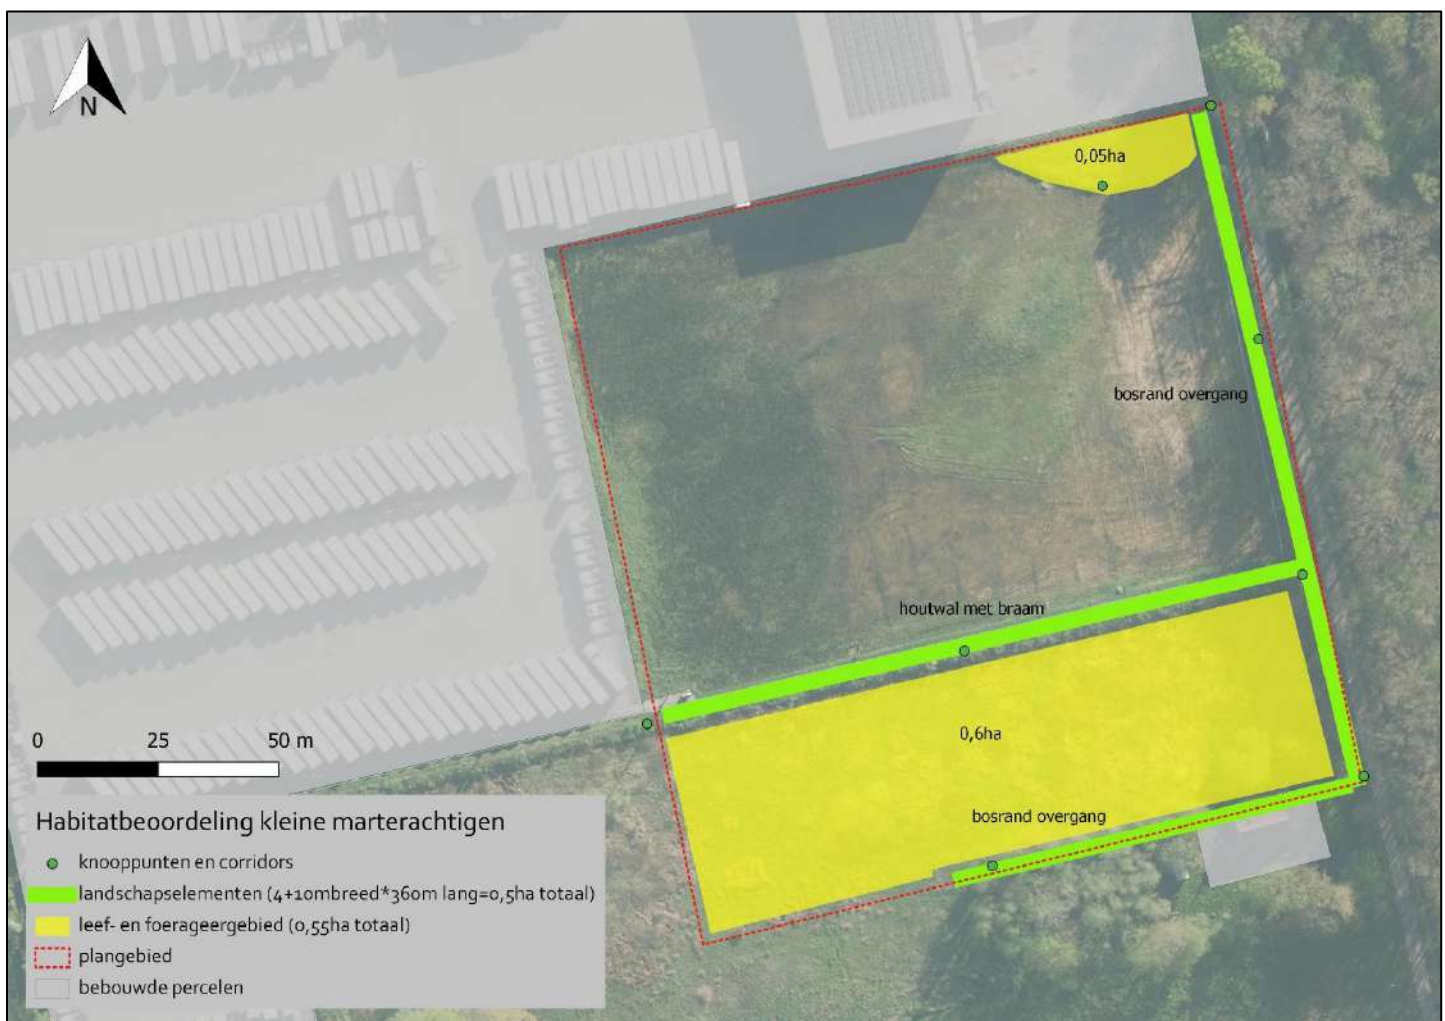 N
0,05ha
bosrand overgang
houtwal met braam
0,6ha
bosrand overgang
0 25 50 m
Habitatbeoordeling kleine marterachtigen
knooppunten en corridors
landschapselementen (4+10mbreed*360m lang=0,5ha totaal)
leef- en foerageergebied (0,55ha totaal)
plangebied
bebouwde percelen